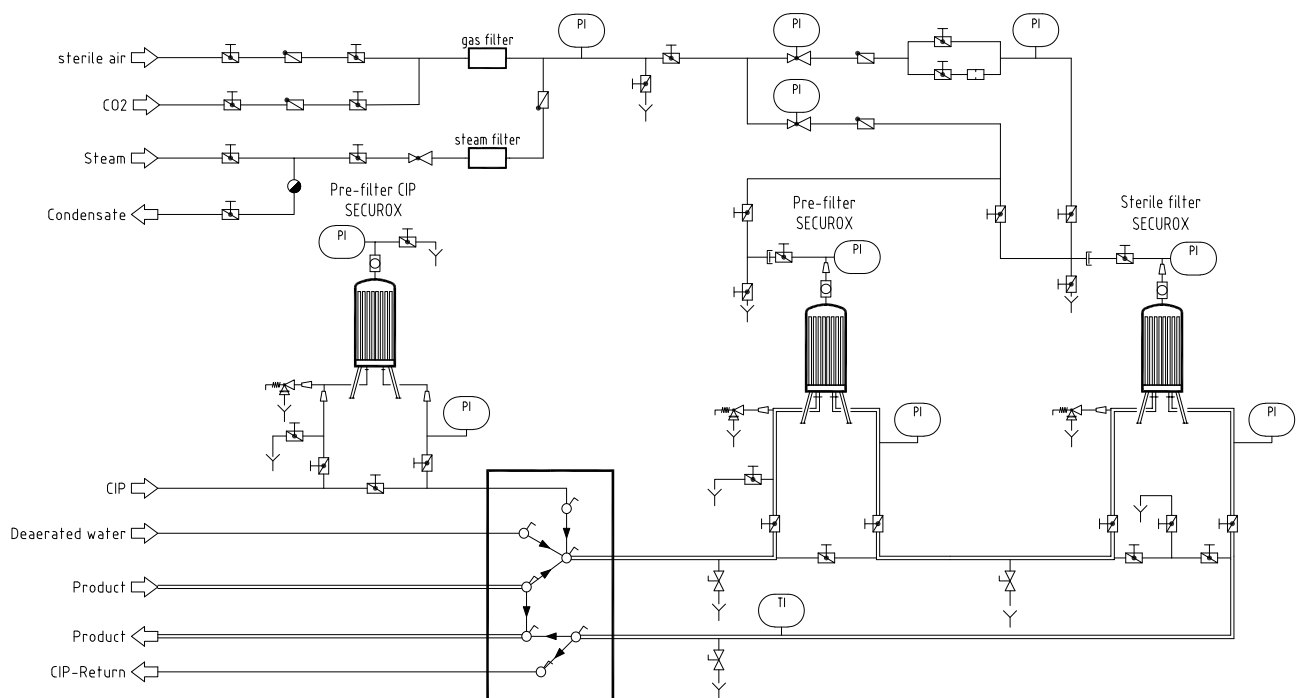 PI
PI
PI
gas filter
sterile air
PI
CO2
steam filter
Steam
Pre-filter CIP
SECUROX
Pre-filter
SECUROX
Sterile filter
SECUROX
Condensate
PI
PI
PI
PI
PI
PI
CIP
Deaerated water
Product
TI
Product
CIP-Return